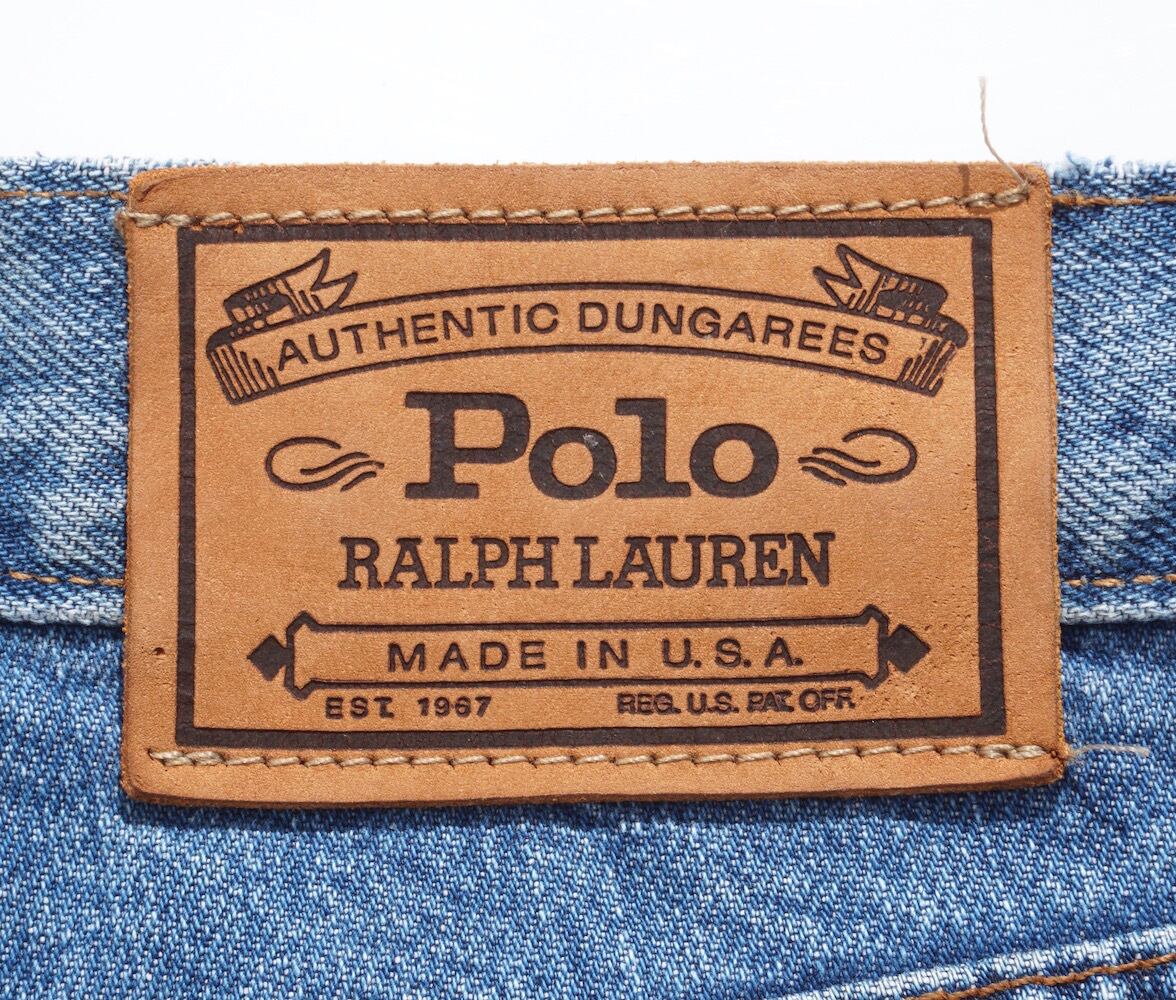 AUTHENTIC DUNGAREES
Polo
RALPH LAUREN
MADE IN U.S.A.
EST. 1967 REG. U.S. PAT. OFF.